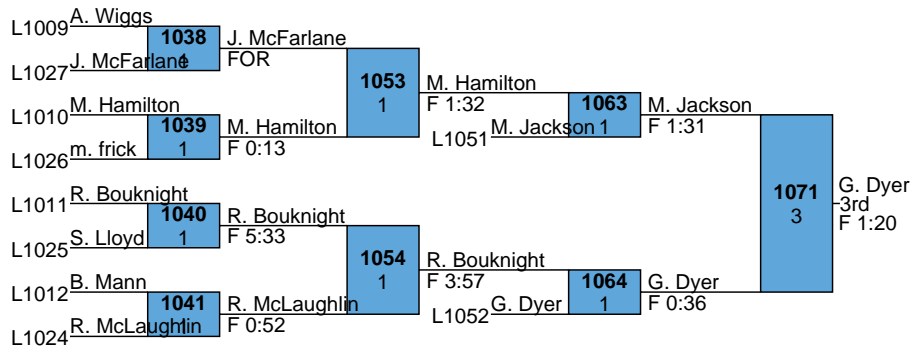 L1009 A. Wiggs
1038
1
L1027 J. McFarlane
J. McFarlane
FOR
L1010 M. Hamilton
1039
1
L1026 m. frick
M. Hamilton
F 0:13
1053
1
M. Hamilton
F 1:32
L1051 M. Jackson
1063
1
M. Jackson
F 1:31
L1011 R. Bouknight
1040
1
L1025 S. Lloyd
R. Bouknight
F 5:33
L1012 B. Mann
1041
1
L1024 R. McLaughlin
R. McLaughlin
F 0:52
1054
1
R. Bouknight
F 3:57
L1052 G. Dyer
1064
1
G. Dyer
F 0:36
1071
3
G. Dyer
3rd
F 1:20